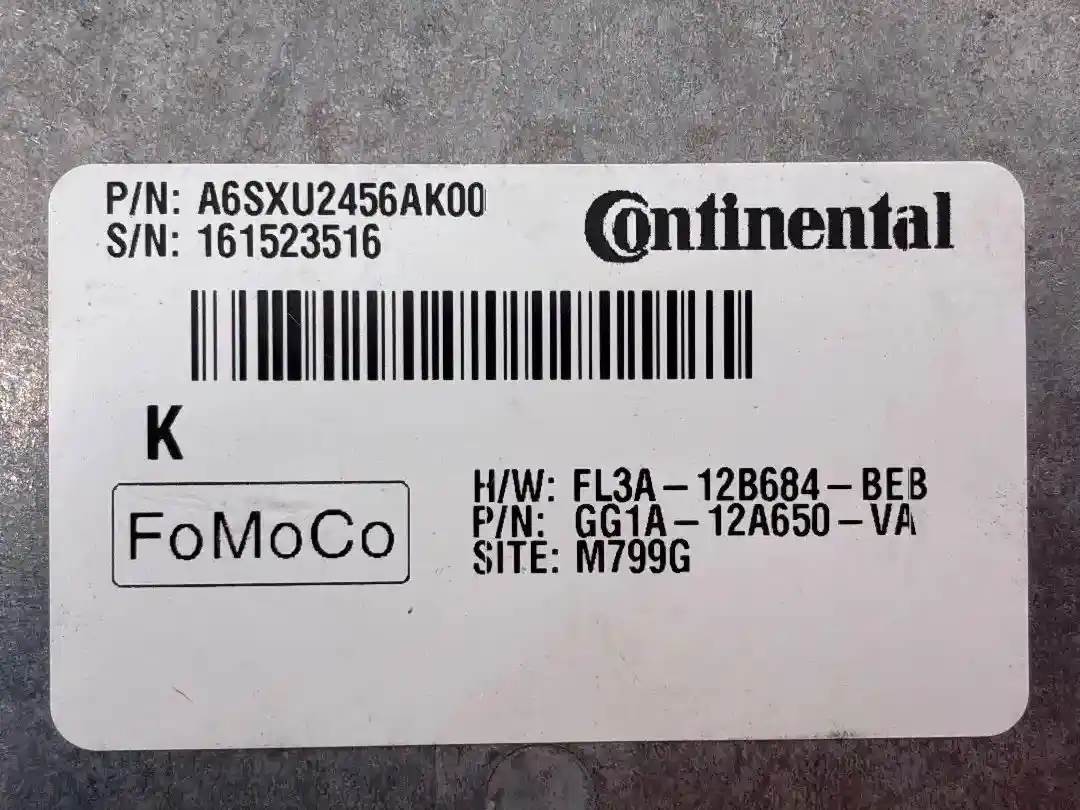 P/N: A6SXU2456AK00
S/N: 161523516
Continental
K
FoMoCo
H/W: FL3A-12B684-BEB
P/N: GG1A-12A650-VA
SITE: M799G